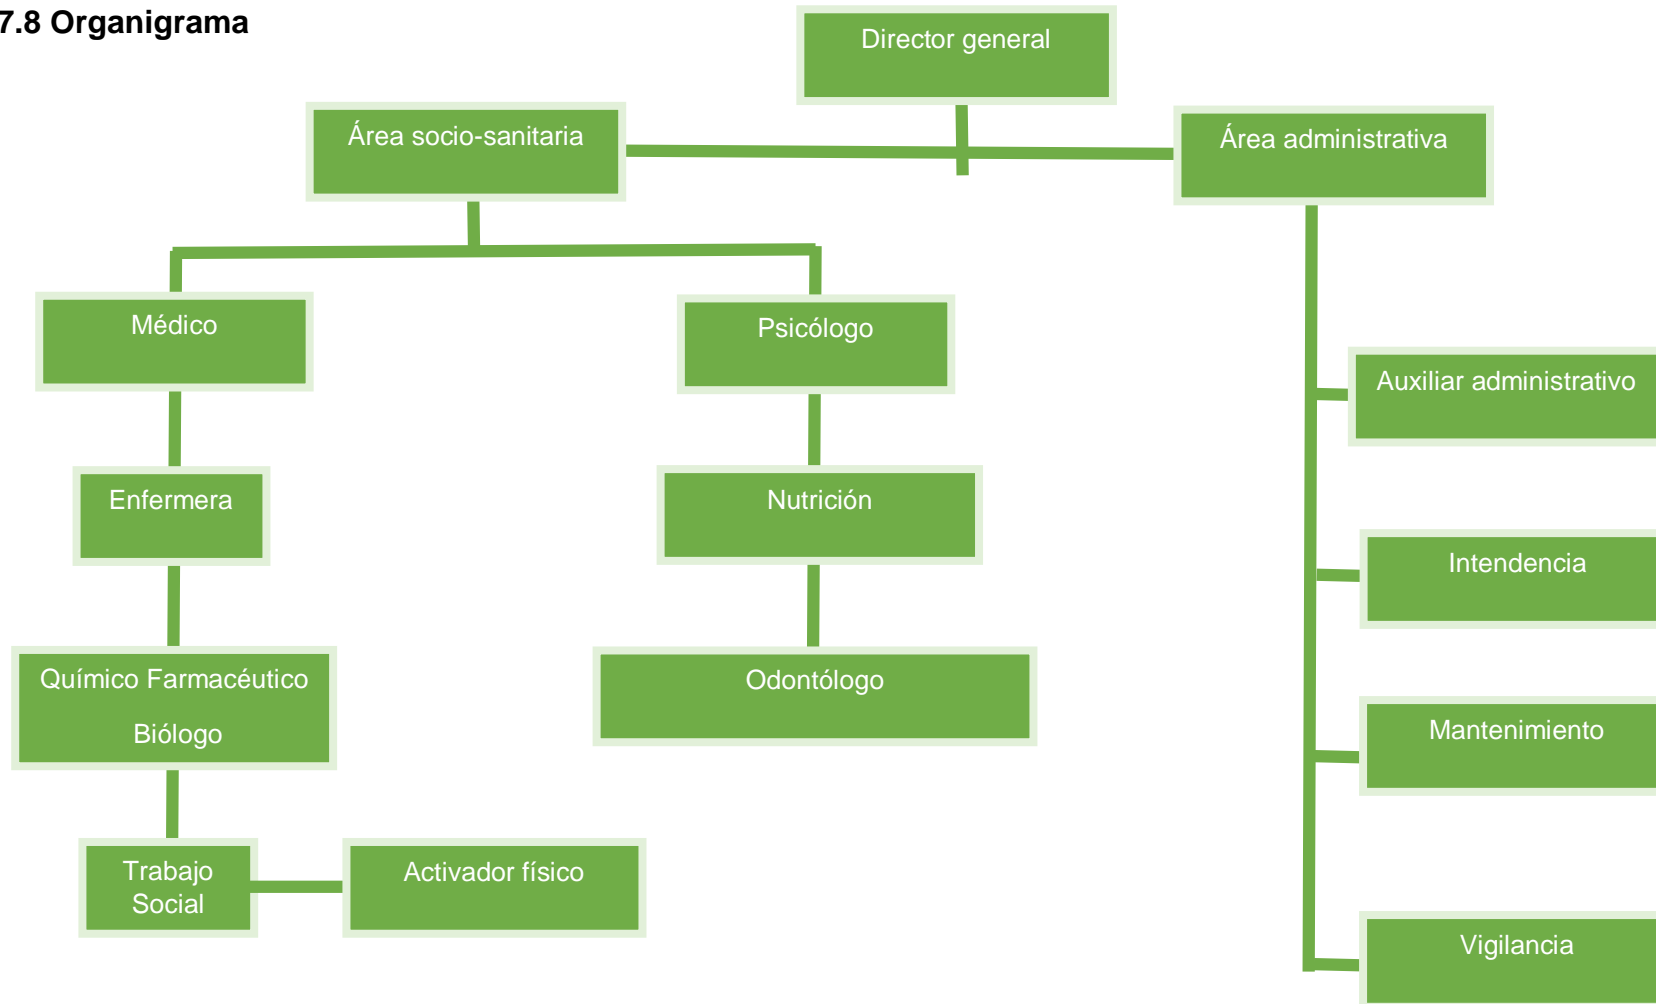 7.8 Organigrama
Director general
Área socio-sanitaria
Área administrativa
Médico
Psicólogo
Auxiliar administrativo
Enfermera
Nutrición
Intendencia
Químico Farmacéutico
Biólogo
Odontólogo
Mantenimiento
Trabajo
Social
Activador físico
Vigilancia